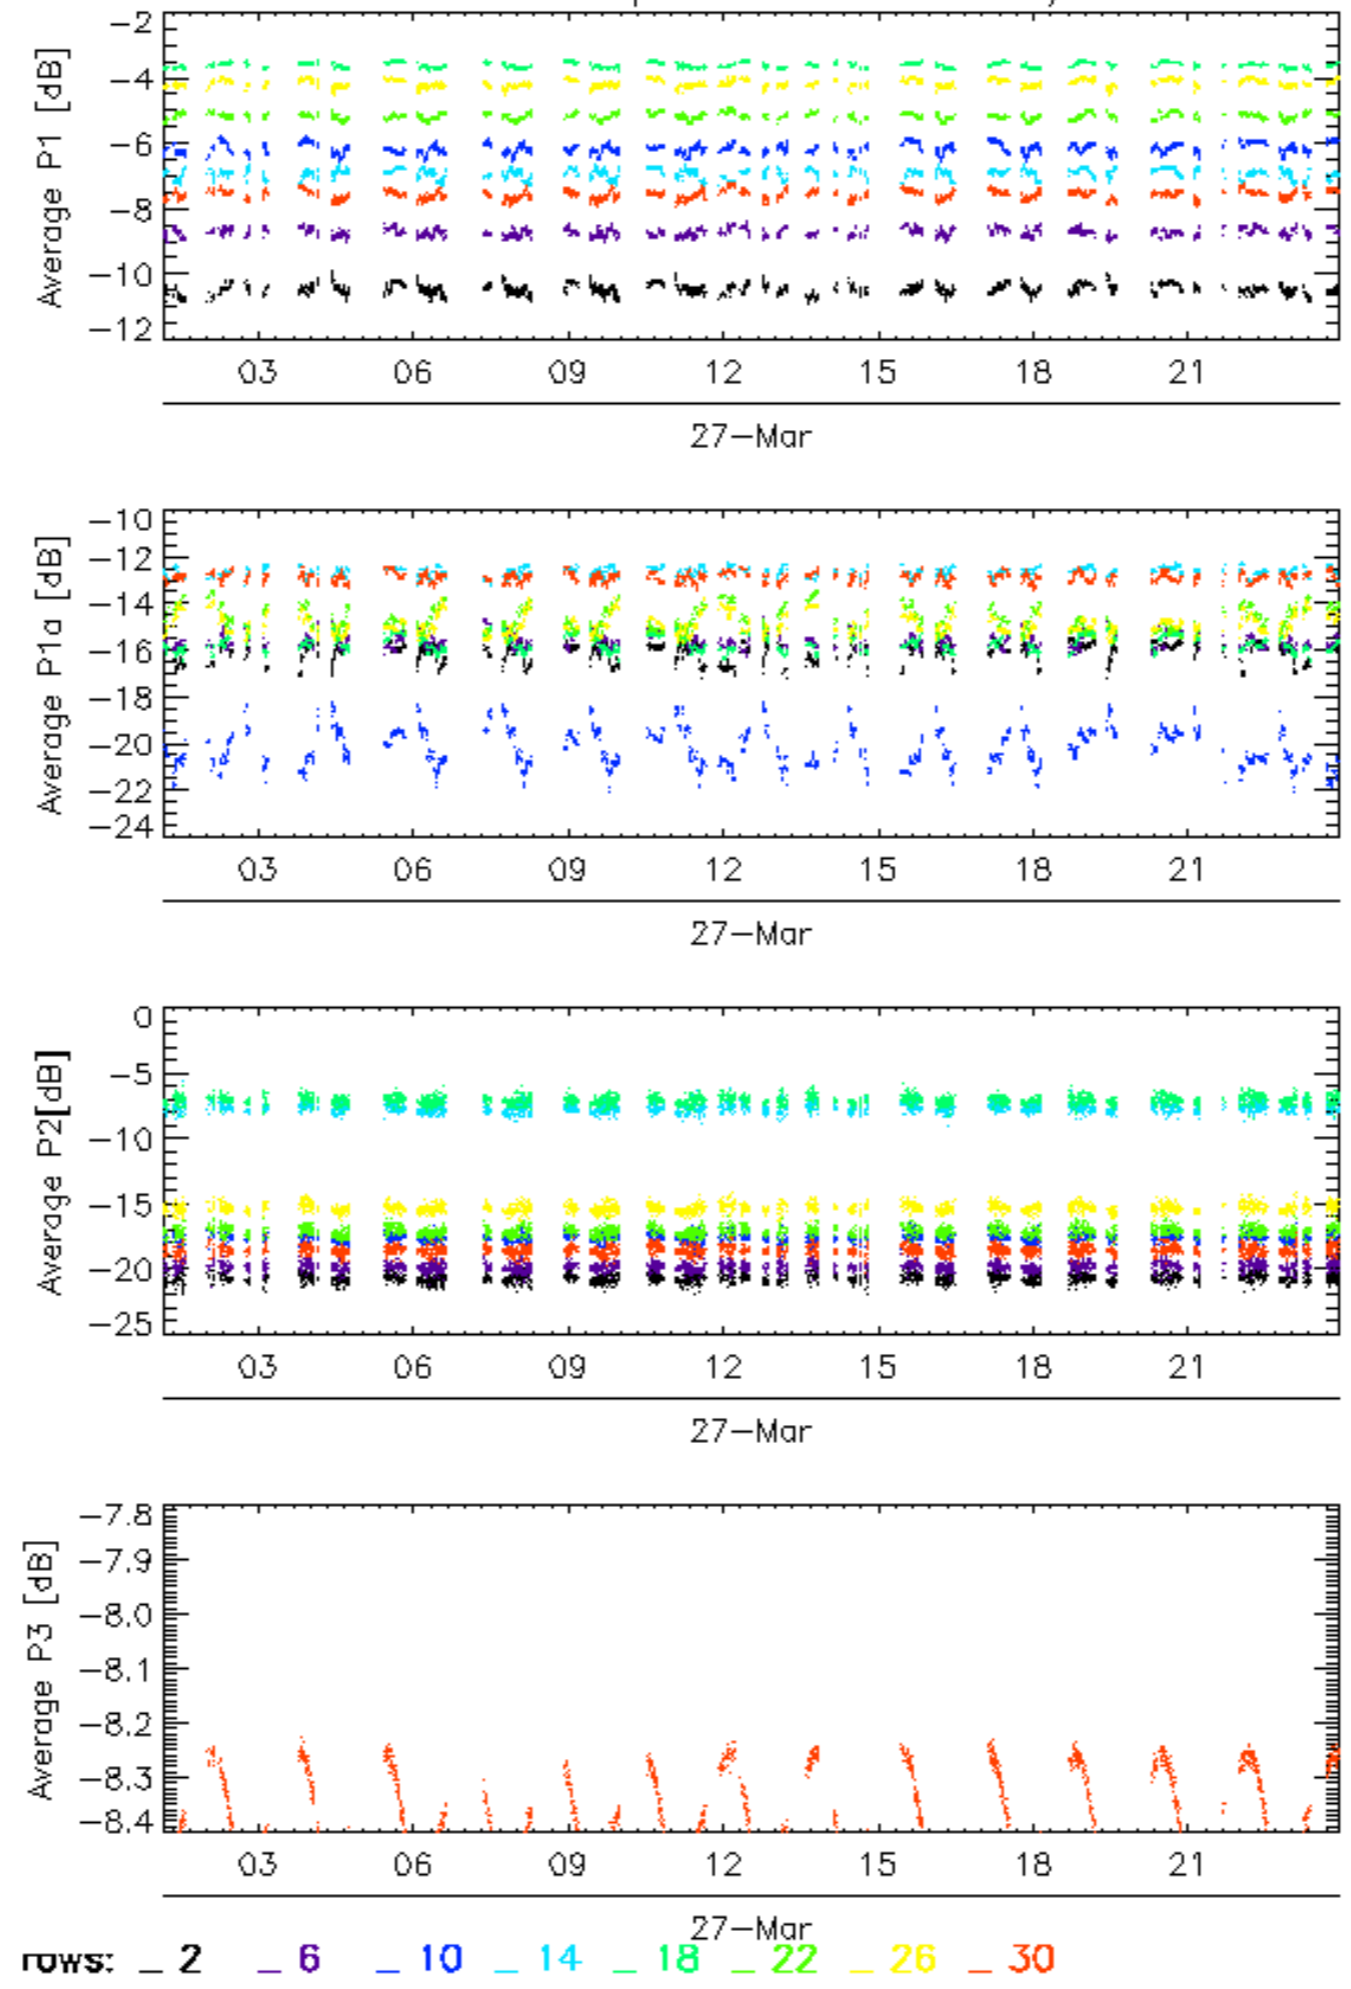 −2
−4
−6
−8
−10
−12
Average P1 [dB]
03 06 09 12 15 18 21
27−Mar
−10
−12
−14
−16
−18
−20
−22
−24
Average P1a [dB]
03 06 09 12 15 18 21
27−Mar
0
−5
−10
−15
−20
−25
Average P2[dB]
03 06 09 12 15 18 21
27−Mar
−7.8
−7.9
−8.0
−8.1
−8.2
−8.3
−8.4
Average P3 [dB]
03 06 09 12 15 18 21
27−Mar
rows: _ 2 _ 6 _ 10 _ 14 _ 18 _ 22 _ 26 _ 30